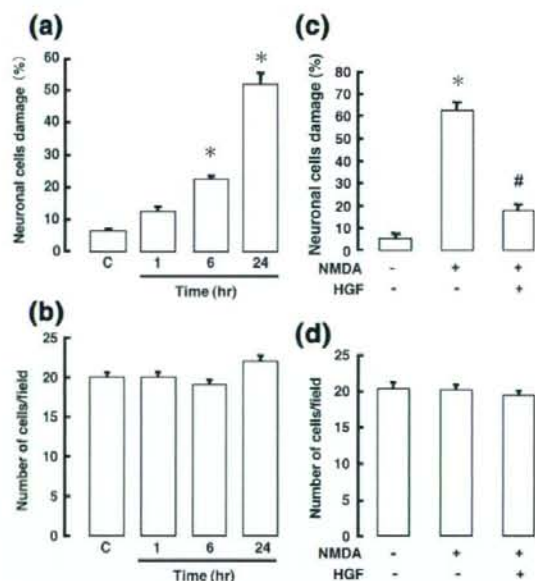 (a)
Neuronal cells damage (%)
60
50
40
30
20
10
0
*
*
C 1 6 24
Time (hr)
(c)
Neuronal cells damage (%)
80
70
60
50
40
30
20
10
0
*
#
NMDA - + +
HGF - - +
(b)
Number of cells/field
25
20
15
10
5
0
C 1 6 24
Time (hr)
(d)
Number of cells/field
25
20
15
10
5
0
NMDA - + +
HGF - - +